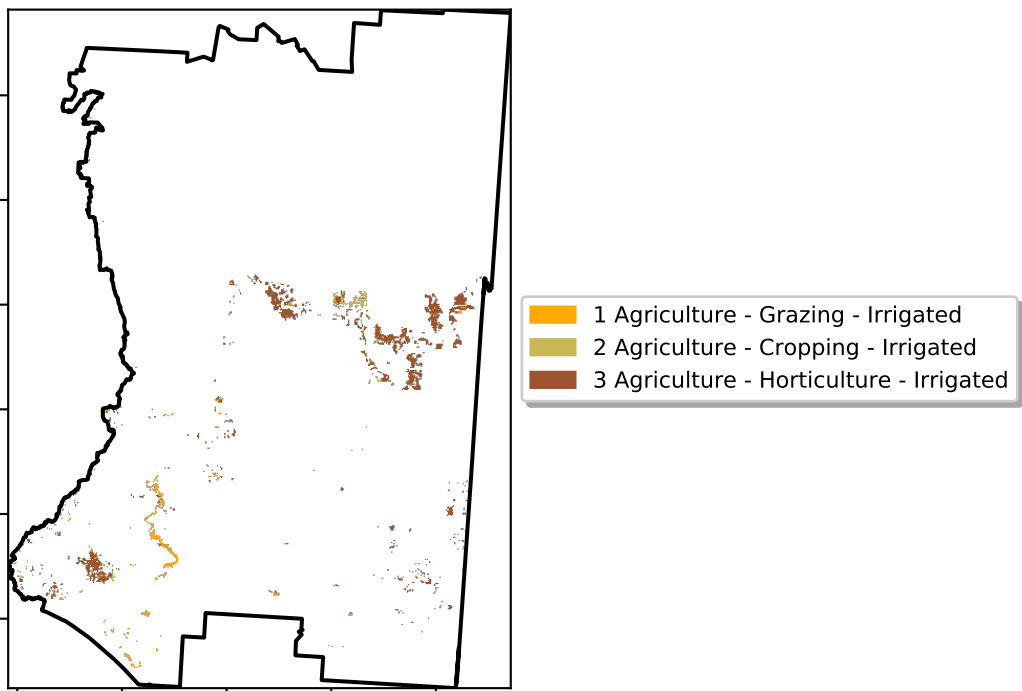 1 Agriculture - Grazing - Irrigated
2 Agriculture - Cropping - Irrigated
3 Agriculture - Horticulture - Irrigated